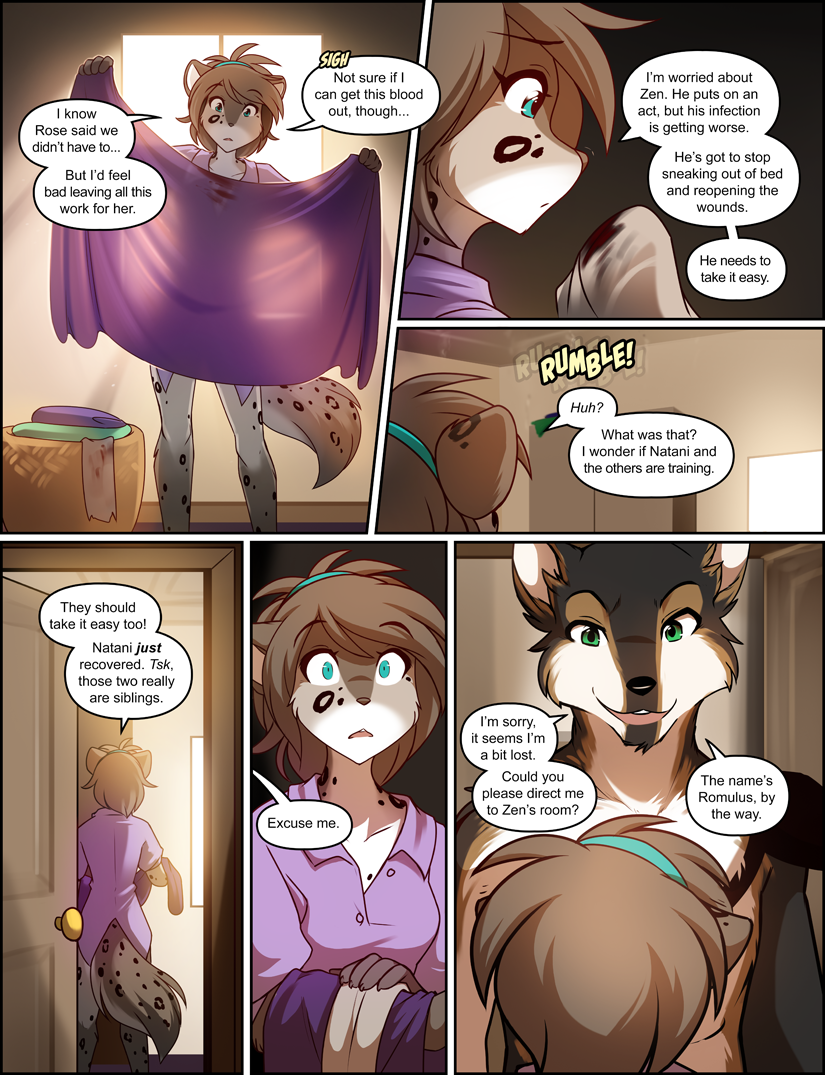 I know
Rose said we
didn't have to...
But I'd feel
bad leaving all this
work for her.
SIGH
Not sure if I
can get this blood
out, though...
I'm worried about
Zen. He puts on an
act, but his infection
is getting worse.
He's got to stop
sneaking out of bed
and reopening the
wounds.
He needs to
take it easy.
RUMBLE!
Huh?
What was that?
I wonder if Natani and
the others are training.
They should
take it easy too!
Natani just
recovered. Tsk,
those two really
are siblings.
Excuse me.
I'm sorry,
it seems I'm
a bit lost.
Could you
please direct me
to Zen's room?
The name's
Romulus, by
the way.